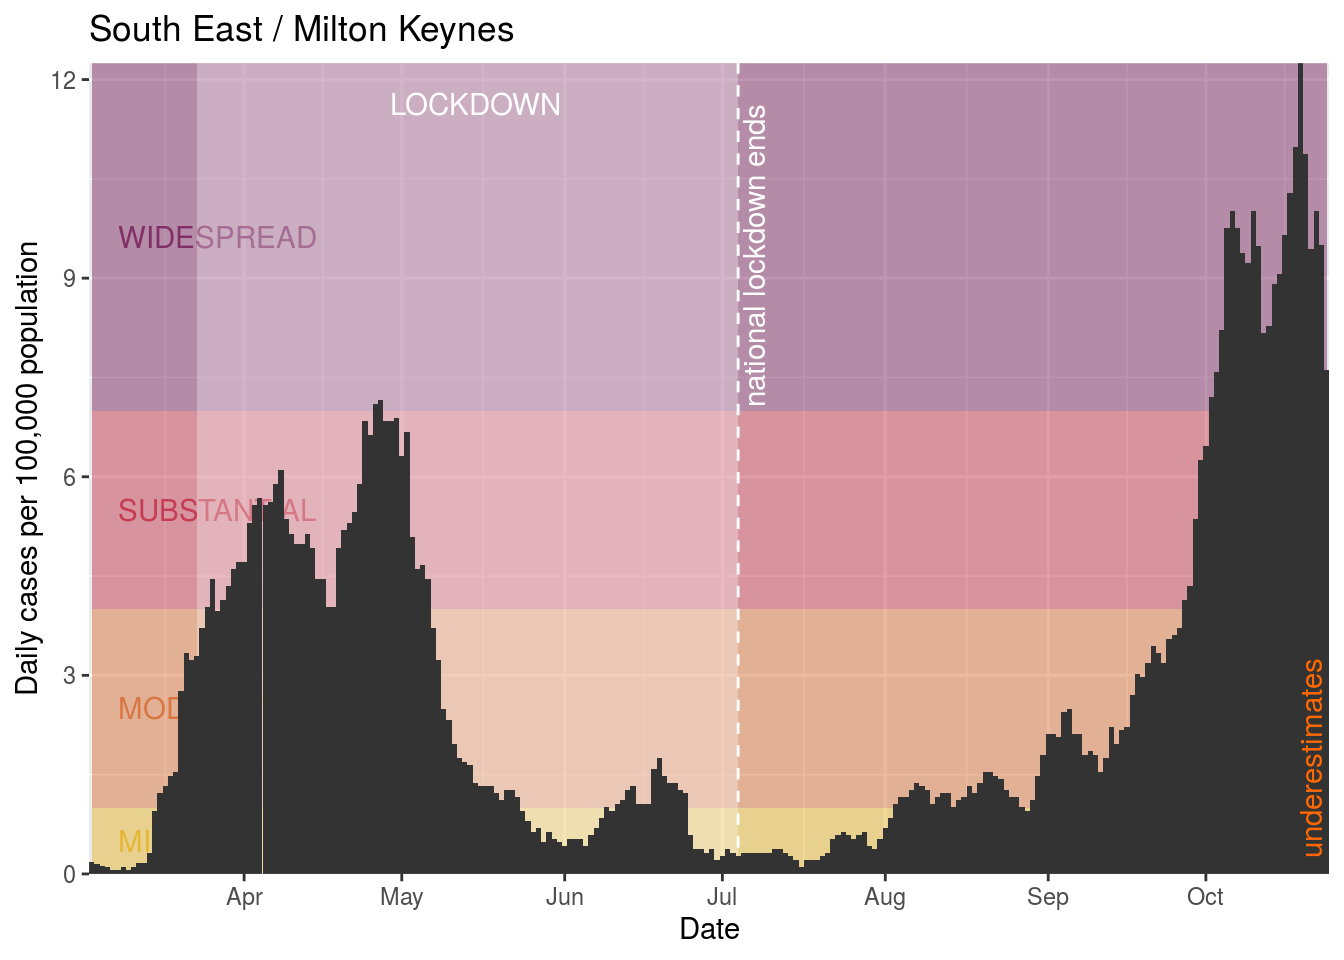 South East / Milton Keynes
12
9
6
3
0
Daily cases per 100,000 population
LOCKDOWN
national lockdown ends
WIDESPREAD
SUBSTANTIAL
MOD
MI
underestimates
Apr
May
Jun
Jul
Aug
Sep
Oct
Date